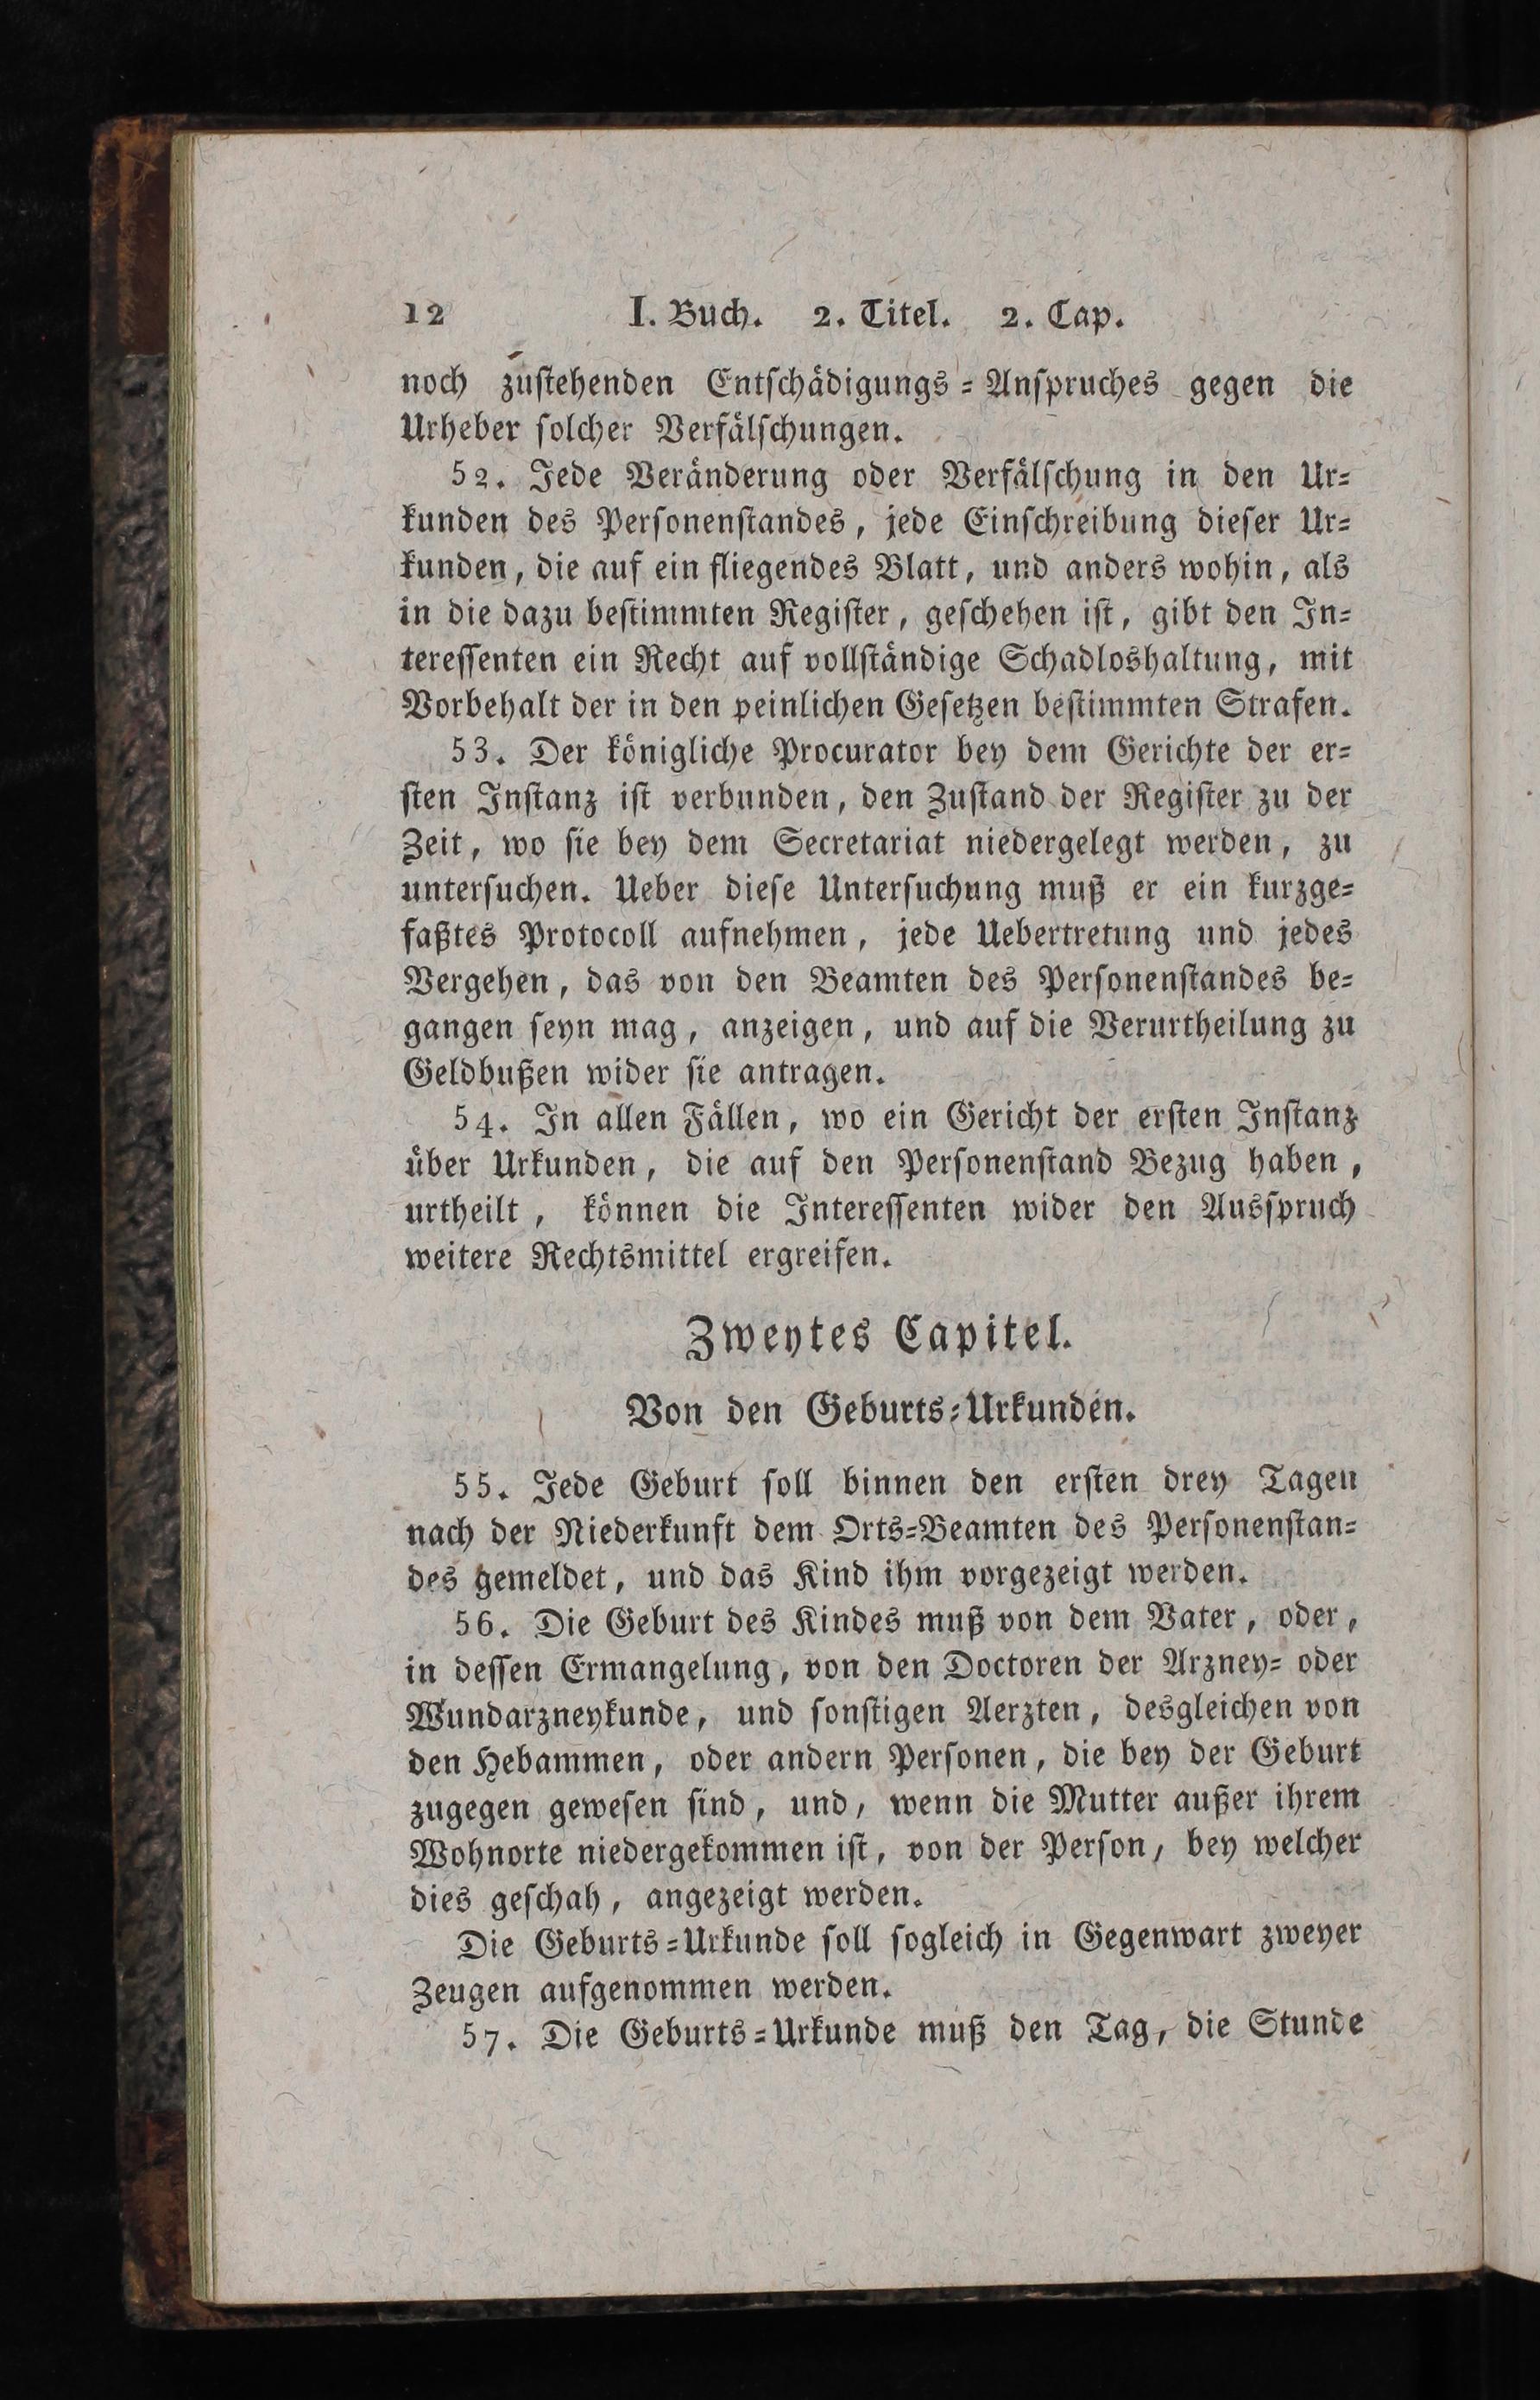 12 I. Buch. 2. Titel. 2. Cap.
noch zustehenden Entschädigungs-Anspruches gegen die
Urheber solcher Verfälschungen.
52. Jede Veränderung oder Verfälschung in den Ur-
kunden des Personenstandes, jede Einschreibung dieser Ur-
kunden, die auf ein fliegendes Blatt, und anders wohin, als
in die dazu bestimmten Register, geschehen ist, gibt den In-
teressenten ein Recht auf vollständige Schadloshaltung, mit
Vorbehalt der in den peinlichen Gesetzen bestimmten Strafen.
53. Der königliche Procurator bey dem Gerichte der er-
sten Instanz ist verbunden, den Zustand der Register zu der
Zeit, wo sie bey dem Secretariat niedergelegt werden, zu
untersuchen. Ueber diese Untersuchung muß er ein kurzge-
faßtes Protocoll aufnehmen, jede Uebertretung und jedes
Vergehen, das von den Beamten des Personenstandes be-
gangen seyn mag, anzeigen, und auf die Verurtheilung zu
Geldbußen wider sie antragen.
54. In allen Fällen, wo ein Gericht der ersten Instanz
über Urkunden, die auf den Personenstand Bezug haben,
urtheilt, können die Interessenten wider den Ausspruch
weitere Rechtsmittel ergreifen.
Zweytes Capitel.
Von den Geburts-Urkunden.
55. Jede Geburt soll binnen den ersten drey Tagen
nach der Niederkunft dem Orts-Beamten des Personenstan-
des gemeldet, und das Kind ihm vorgezeigt werden.
56. Die Geburt des Kindes muß von dem Vater, oder,
in dessen Ermangelung, von den Doctoren der Arzney- oder
Wundarzneykunde, und sonstigen Aerzten, desgleichen von
den Hebammen, oder andern Personen, die bey der Geburt
zugegen gewesen sind, und, wenn die Mutter außer ihrem
Wohnorte niedergekommen ist, von der Person, bey welcher
dies geschah, angezeigt werden.
Die Geburts-Urkunde soll sogleich in Gegenwart zweyer
Zeugen aufgenommen werden.
57. Die Geburts-Urkunde muß den Tag, die Stunde